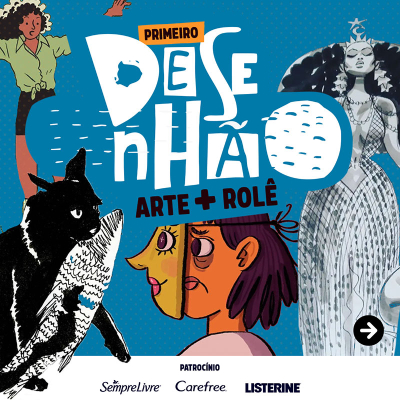 PRIMEIRO
DESE
nHÃO
ARTE + ROLÊ
PATROCÍNIO
SEMPRELIVRE Carefree LISTERINE